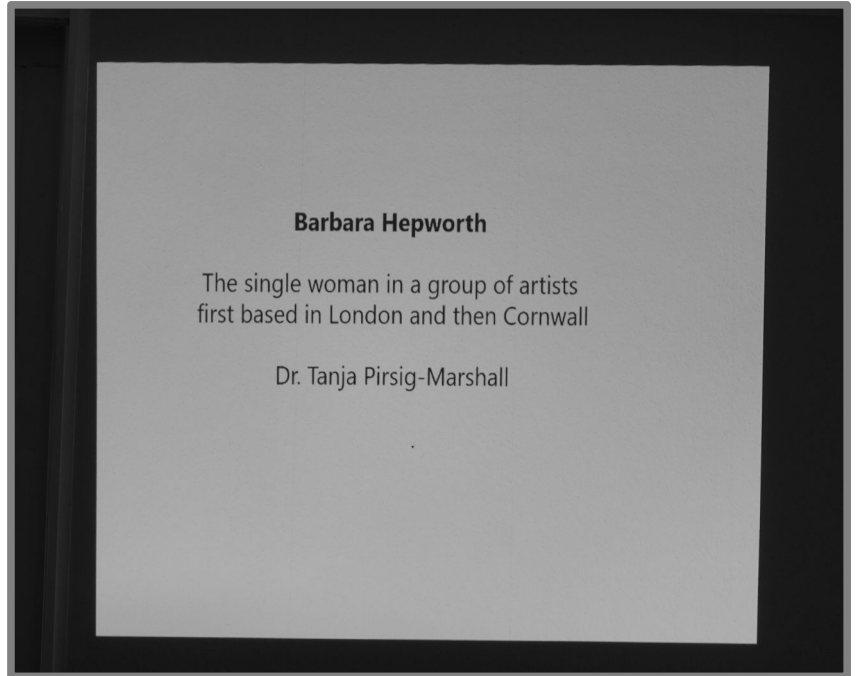 Barbara Hepworth
The single woman in a group of artists
first based in London and then Cornwall
Dr. Tanja Pirsig-Marshall